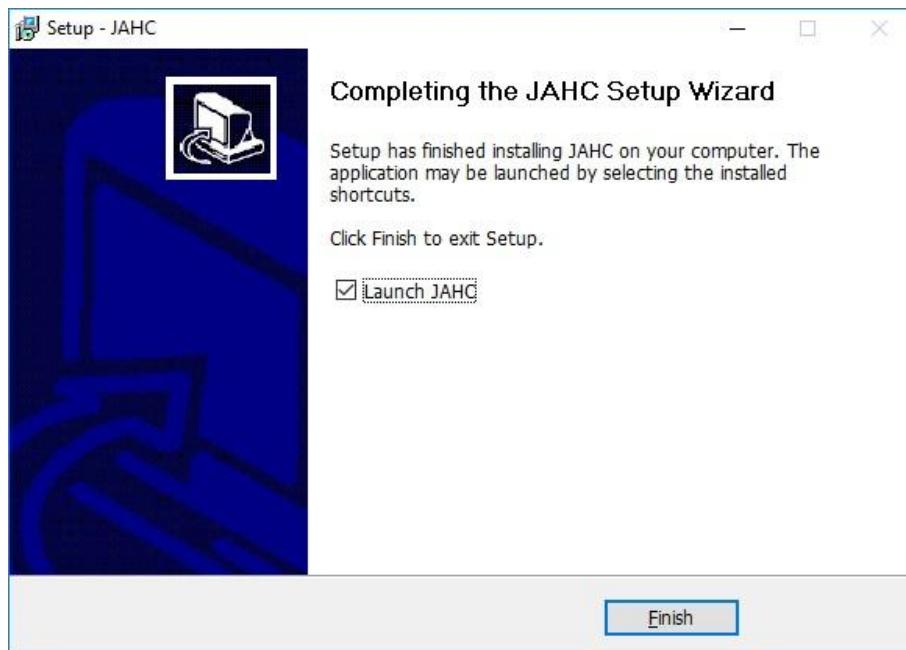 Setup - JAHC
Completing the JAHC Setup Wizard
Setup has finished installing JAHC on your computer. The
application may be launched by selecting the installed
shortcuts.
Click Finish to exit Setup.
Launch JAHC
Finish